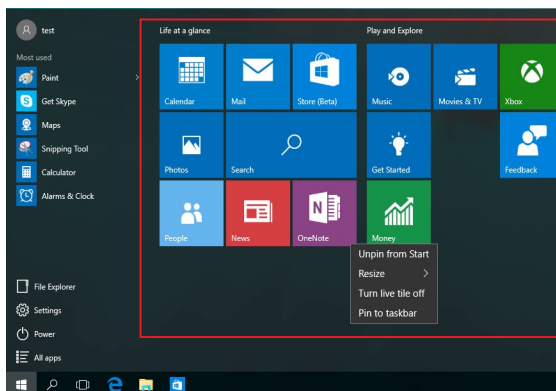 test
Most used
Paint
Get Skype
Maps
Snipping Tool
Calculator
Alarms & Clock
File Explorer
Settings
Power
All apps
Life at a glance
Calendar
Mail
Store (Beta)
Photos
Search
People
News
OneNote
Play and Explore
Music
Movies & TV
Xbox
Get Started
Feedback
Money
Unpin from Start
Resize
Turn live tile off
Pin to taskbar